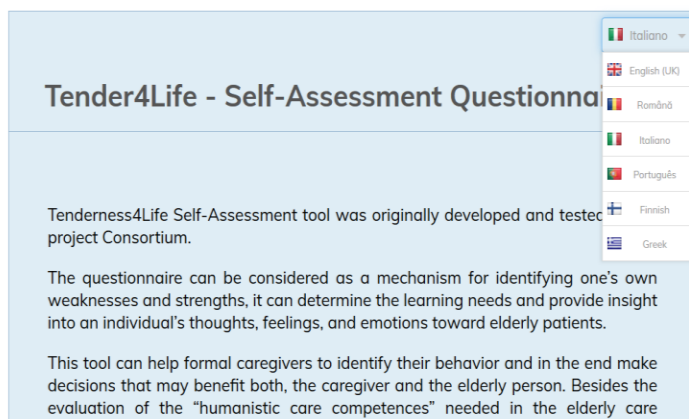 Italiano
English (UK)
Tender4Life - Self-Assessment
Română
Italiano
Português
Tenderness4Life Self-Assessment tool was originally developed and tested
Finnish
project Consortium.
Greek
The questionnaire can be considered as a mechanism for identifying one's own
weaknesses and strengths, it can determine the learning needs and provide insight
into an individual's thoughts, feelings, and emotions toward elderly patients.
This tool can help formal caregivers to identify their behavior and in the end make
decisions that may benefit both, the caregiver and the elderly person. Besides the
evaluation of the “humanistic care competences” needed in the elderly care